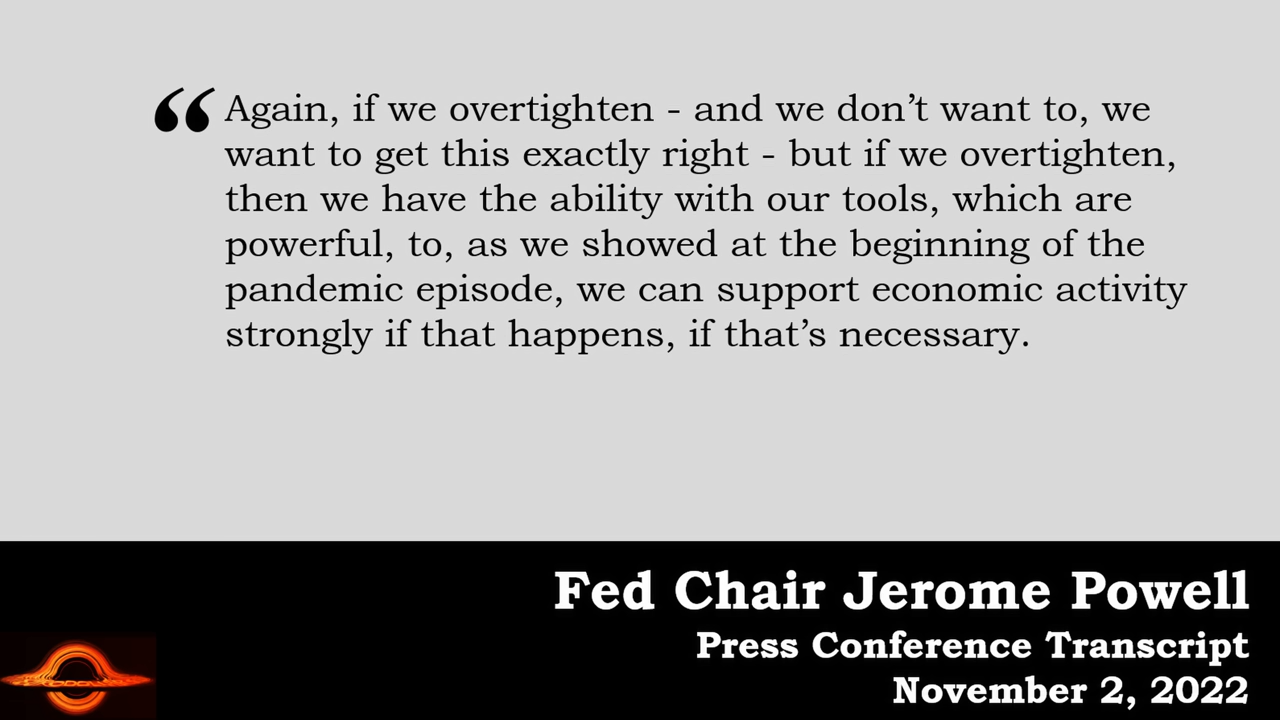 “Again, if we overtighten - and we don’t want to, we
want to get this exactly right - but if we overtighten,
then we have the ability with our tools, which are
powerful, to, as we showed at the beginning of the
pandemic episode, we can support economic activity
strongly if that happens, if that’s necessary.
Fed Chair Jerome Powell
Press Conference Transcript
November 2, 2022